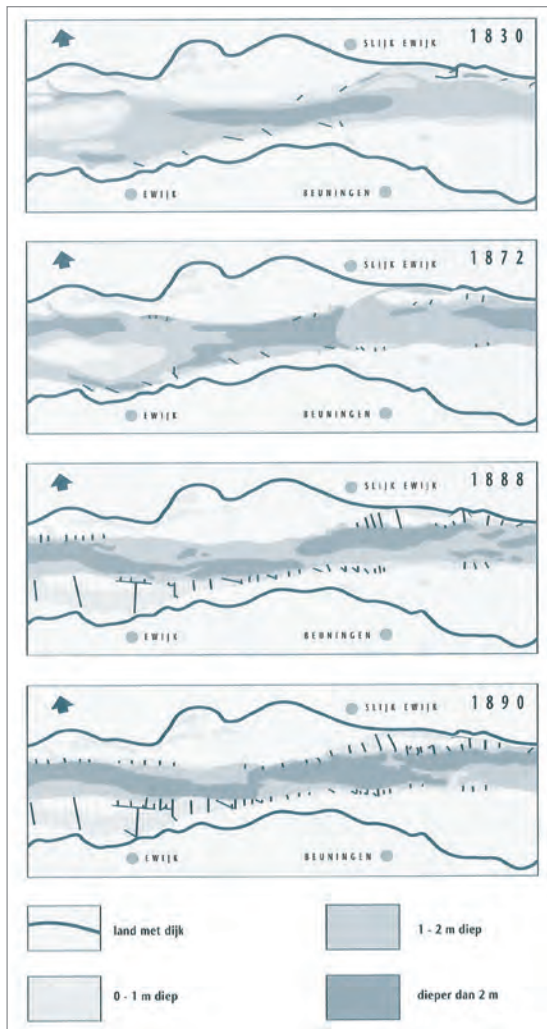 1830
SLIJK EWIJK
EWIJK
BEUNINGEN
1872
SLIJK EWIJK
EWIJK
BEUNINGEN
1888
SLIJK EWIJK
EWIJK
BEUNINGEN
1890
SLIJK EWIJK
EWIJK
BEUNINGEN
land met dijk
1 - 2 m diep
0 - 1 m diep
dieper dan 2 m